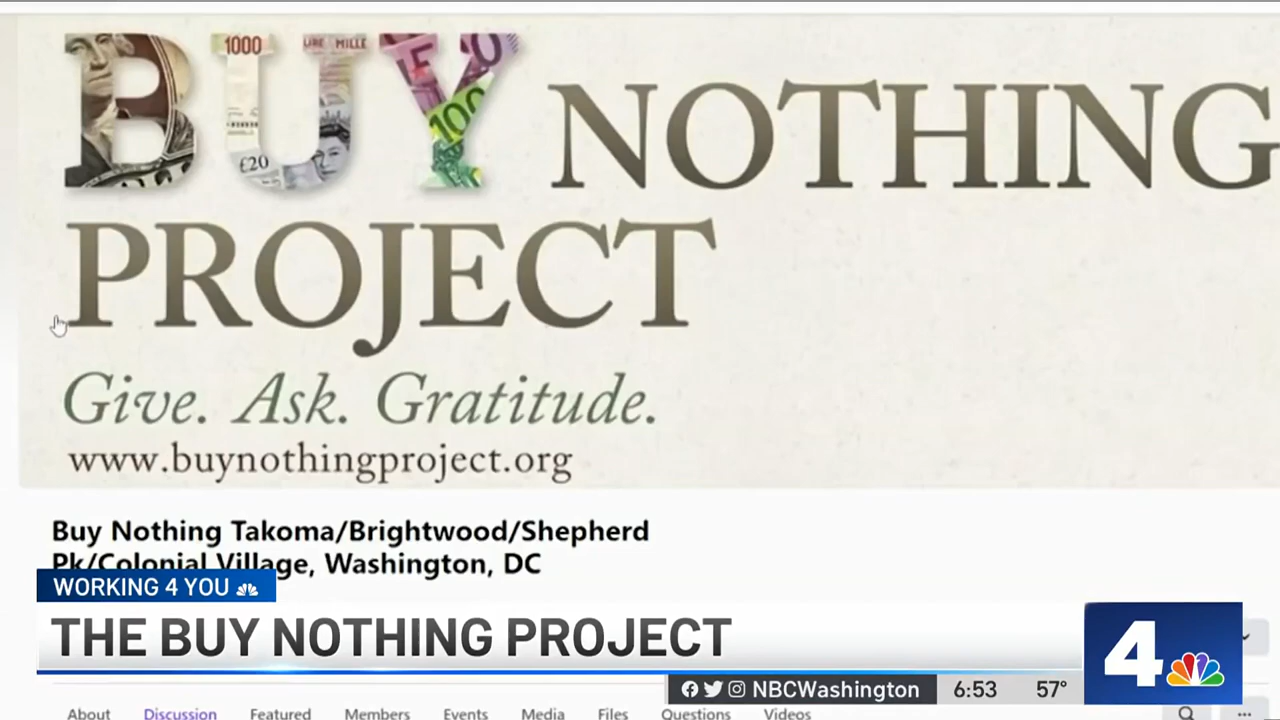 BUY NOTHING
PROJECT
Give. Ask. Gratitude.
www.buynothingproject.org
Buy Nothing Takoma/Brightwood/Shepherd
Pk/Colonial Village, Washington, DC
WORKING 4 YOU
THE BUY NOTHING PROJECT
4
NBCWashington 6:53 57°
About Discussion Featured Members Events Media Files Questions Videos